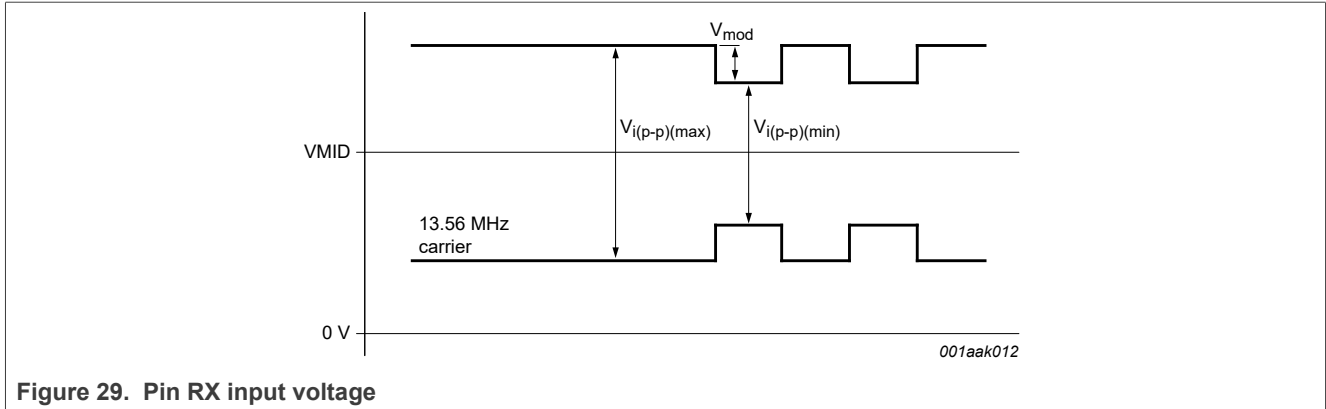 Vmod
Vi(p-p)(max)
Vi(p-p)(min)
VMID
13.56 MHz
carrier
0 V
001aak012
Figure 29. Pin RX input voltage